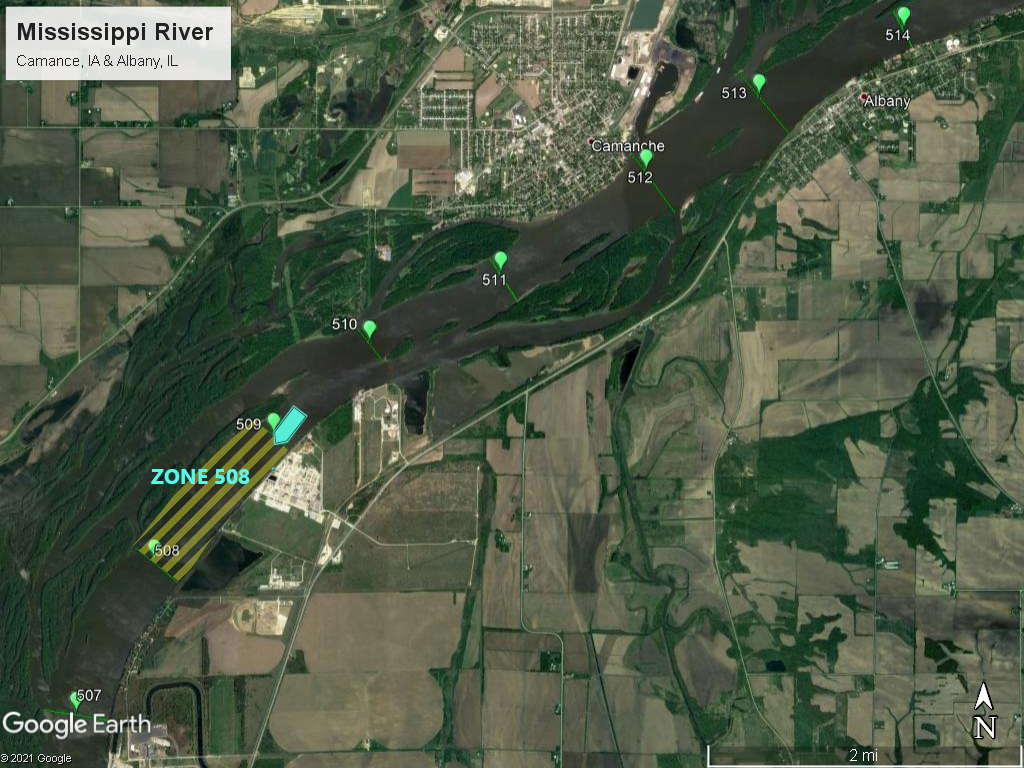 Mississippi River
Camance, IA & Albany, IL
514
513
Albany
Camanche
512
511
510
509
ZONE 508
508
507
Google Earth
© 2021 Google
2 mi
N